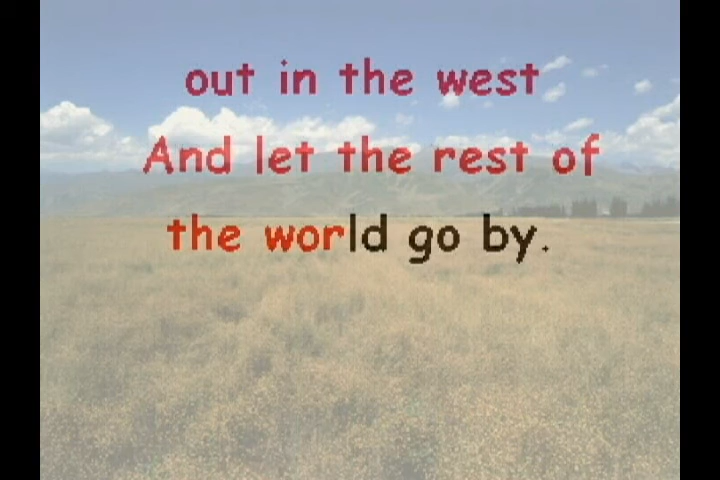 out in the west
And let the rest of
the world go by.